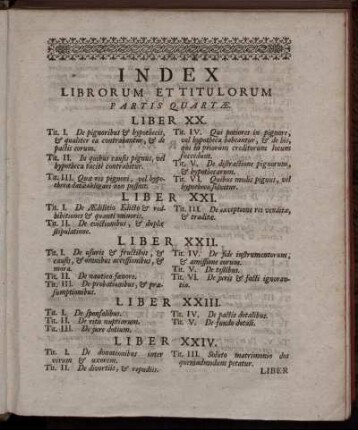 INDEX
LIBRORUM ET TITULORUM
PARTIS QUARTÆ.
LIBER XX.
Tit. I. De pignoribus & hypothecis,
& qualiter ea contrahantur, & de
pactis eorum.
Tit. II. In quibus causis pignus, vel
hypotheca tacitè contrahitur.
Tit. III. Quæ res pignori, vel hypo-
thecæ datæ obligari non possunt.
Tit. IV. Qui potiores in pignore,
vel hypotheca habeantur, & de his,
qui in priorum creditorum locum
succedunt.
Tit. V. De distractione pignorum,
& hypothecarum.
Tit. VI. Quibus modis pignus, vel
hypotheca solvitur.
LIBER XXI.
Tit. I. De Ædilitio Edicto & red-
hibitione & quanti minoris.
Tit. II. De evictionibus, & duplæ
stipulatione.
Tit. III. De exceptione rei venditæ,
& traditæ.
LIBER XXII.
Tit. I. De usuris & fructibus, &
causis, & omnibus accessionibus, &
mora.
Tit. II. De nautico fœnore.
Tit. III. De probationibus, & præ-
sumptionibus.
Tit. IV. De fide instrumentorum,
& amissione eorum.
Tit. V. De testibus.
Tit. VI. De juris & facti ignoran-
tia.
LIBER XXIII.
Tit. I. De sponsalibus.
Tit. II. De ritu nuptiarum.
Tit. III. De jure dotium.
Tit. IV. De pactis dotalibus.
Tit. V. De fundo dotali.
LIBER XXIV.
Tit. I. De donationibus inter
virum & uxorem.
Tit. II. De divortiis, & repudiis.
Tit. III. Soluto matrimonio dos
quemadmodum petatur.
LIBER